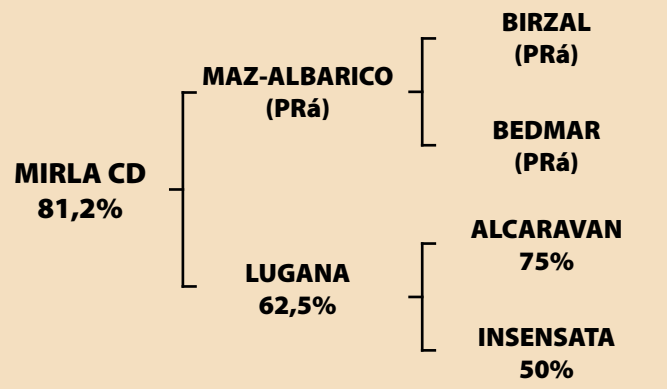 MIRLA CD
81,2%
MAZ-ALBARICO
(PRá)
LUGANA
62,5%
BIRZAL
(PRá)
BEDMAR
(PRá)
ALCARAVAN
75%
INSENSATA
50%